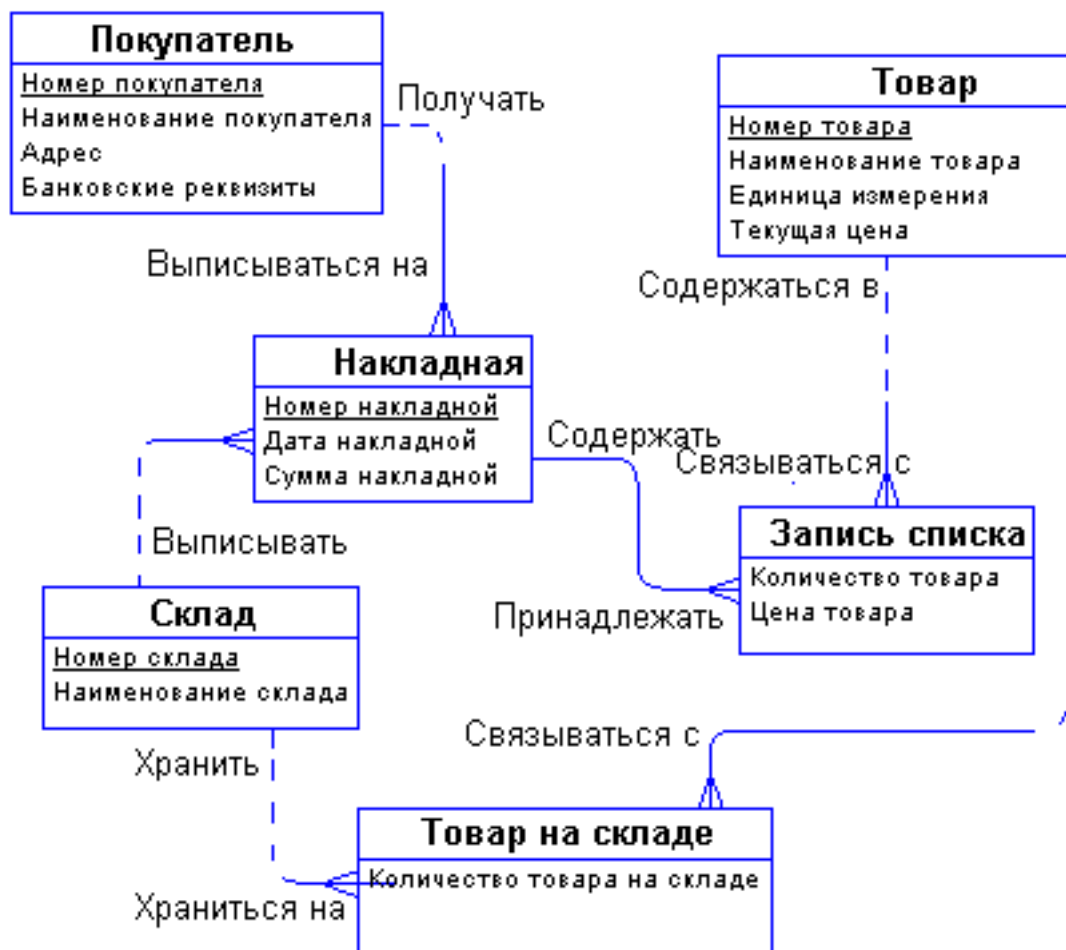 Покупатель
Номер покупателя
Наименование покупателя
Адрес
Банковские реквизиты
Получать
Выписываться на
Товар
Номер товара
Наименование товара
Единица измерения
Текущая цена
Содержаться в
Накладная
Номер накладной
Дата накладной
Сумма накладной
Содержать
Связываться с
Выписывать
Запись списка
Количество товара
Цена товара
Принадлежать
Склад
Номер склада
Наименование склада
Хранить
Связываться с
Товар на складе
Количество товара на складе
Храниться на